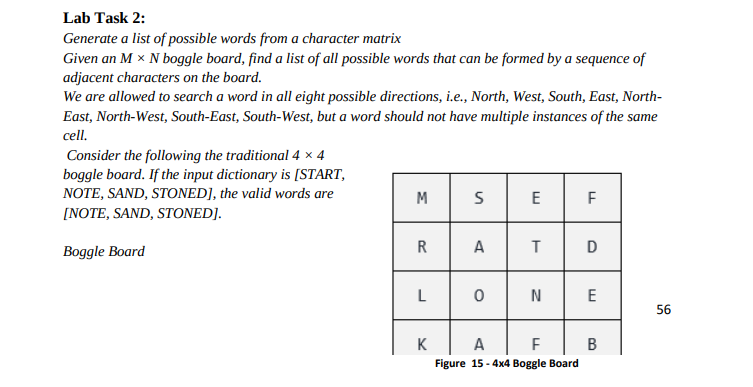 Lab Task 2:
Generate a list of possible words from a character matrix
Given an M × N boggle board, find a list of all possible words that can be formed by a sequence of
adjacent characters on the board.
We are allowed to search a word in all eight possible directions, i.e., North, West, South, East, North-
East, North-West, South-East, South-West, but a word should not have multiple instances of the same
cell.
Consider the following the traditional 4 × 4
boggle board. If the input dictionary is [START,
NOTE, SAND, STONED], the valid words are
[NOTE, SAND, STONED].
Boggle Board
M S E F
R A T D
L O N E
K A F B
56
Figure 15 - 4x4 Boggle Board